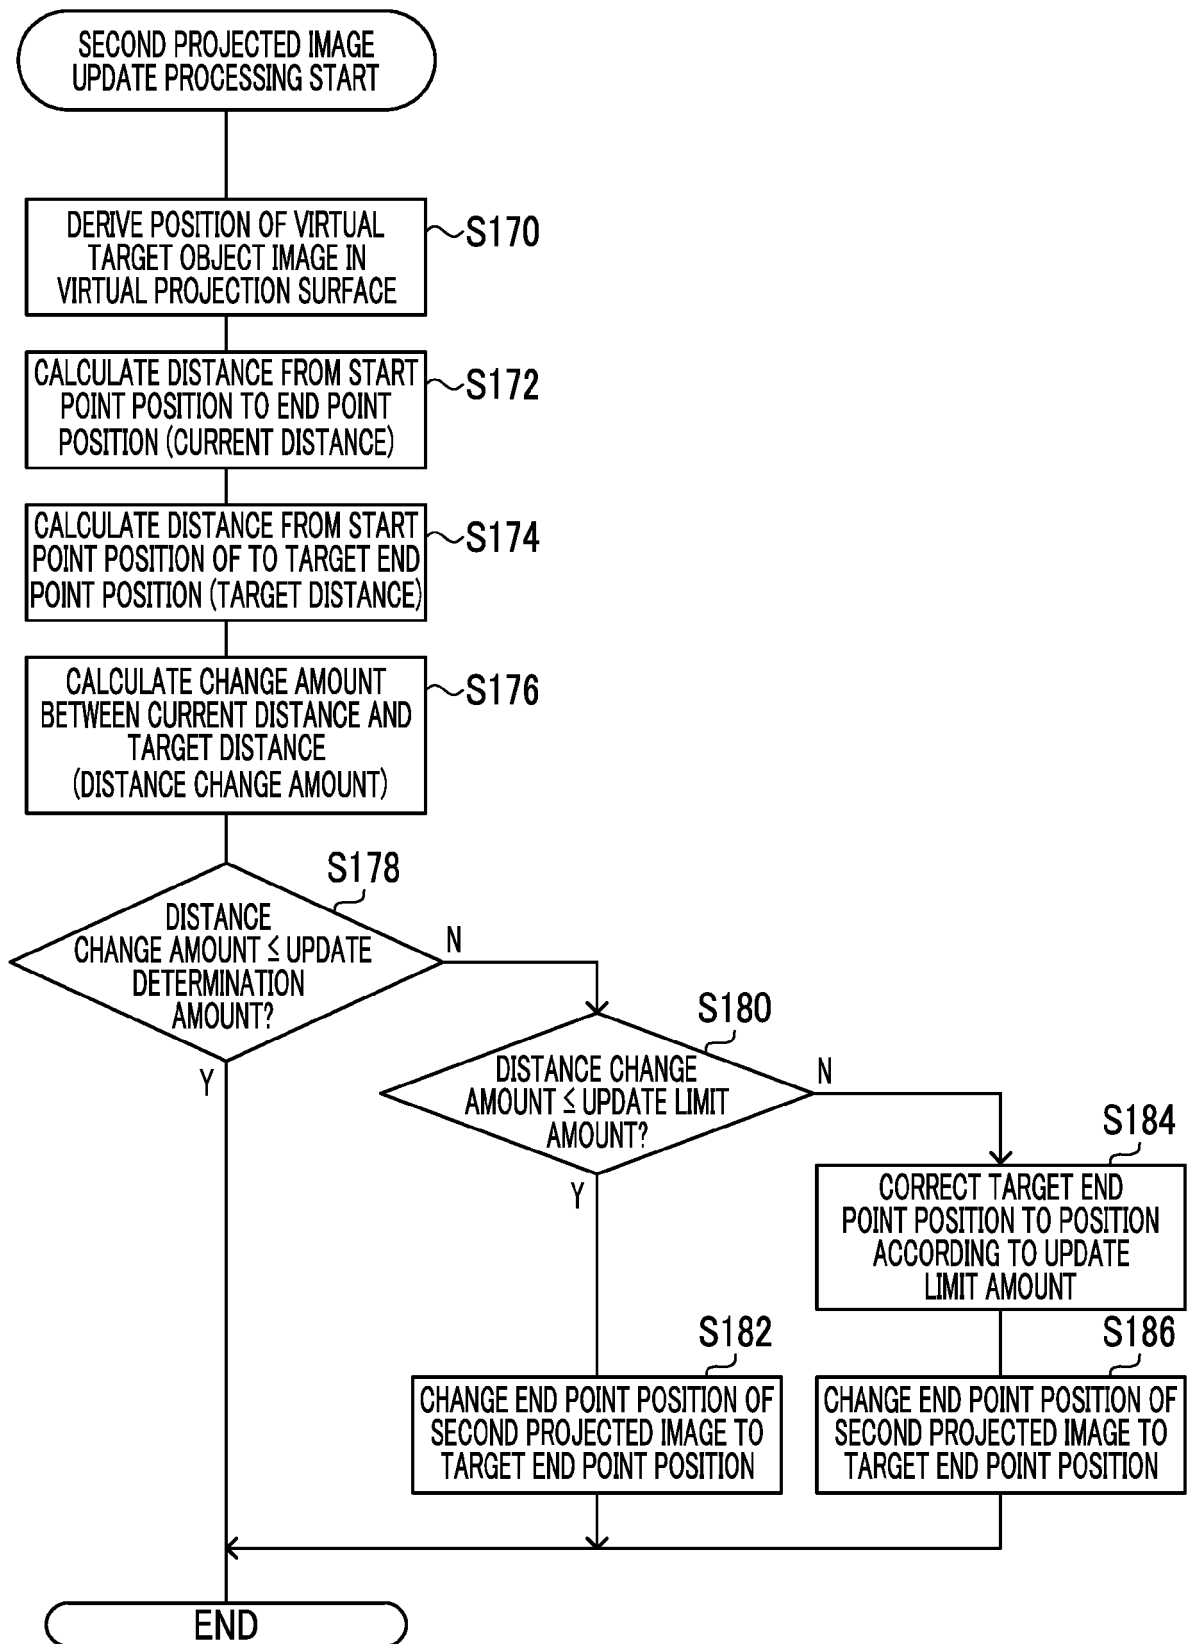 SECOND PROJECTED IMAGE
UPDATE PROCESSING START
DERIVE POSITION OF VIRTUAL
TARGET OBJECT IMAGE IN
VIRTUAL PROJECTION SURFACE
S170
CALCULATE DISTANCE FROM START
POINT POSITION TO END POINT
POSITION (CURRENT DISTANCE)
S172
CALCULATE DISTANCE FROM START
POINT POSITION OF TO TARGET END
POINT POSITION (TARGET DISTANCE)
S174
CALCULATE CHANGE AMOUNT
BETWEEN CURRENT DISTANCE AND
TARGET DISTANCE
(DISTANCE CHANGE AMOUNT)
S176
S178
DISTANCE
CHANGE AMOUNT ≦ UPDATE
DETERMINATION
AMOUNT?
N
Y
S180
DISTANCE CHANGE
AMOUNT ≦ UPDATE LIMIT
AMOUNT?
N
Y
S184
CORRECT TARGET END
POINT POSITION TO POSITION
ACCORDING TO UPDATE
LIMIT AMOUNT
S182
CHANGE END POINT POSITION OF
SECOND PROJECTED IMAGE TO
TARGET END POINT POSITION
S186
CHANGE END POINT POSITION OF
SECOND PROJECTED IMAGE TO
TARGET END POINT POSITION
END